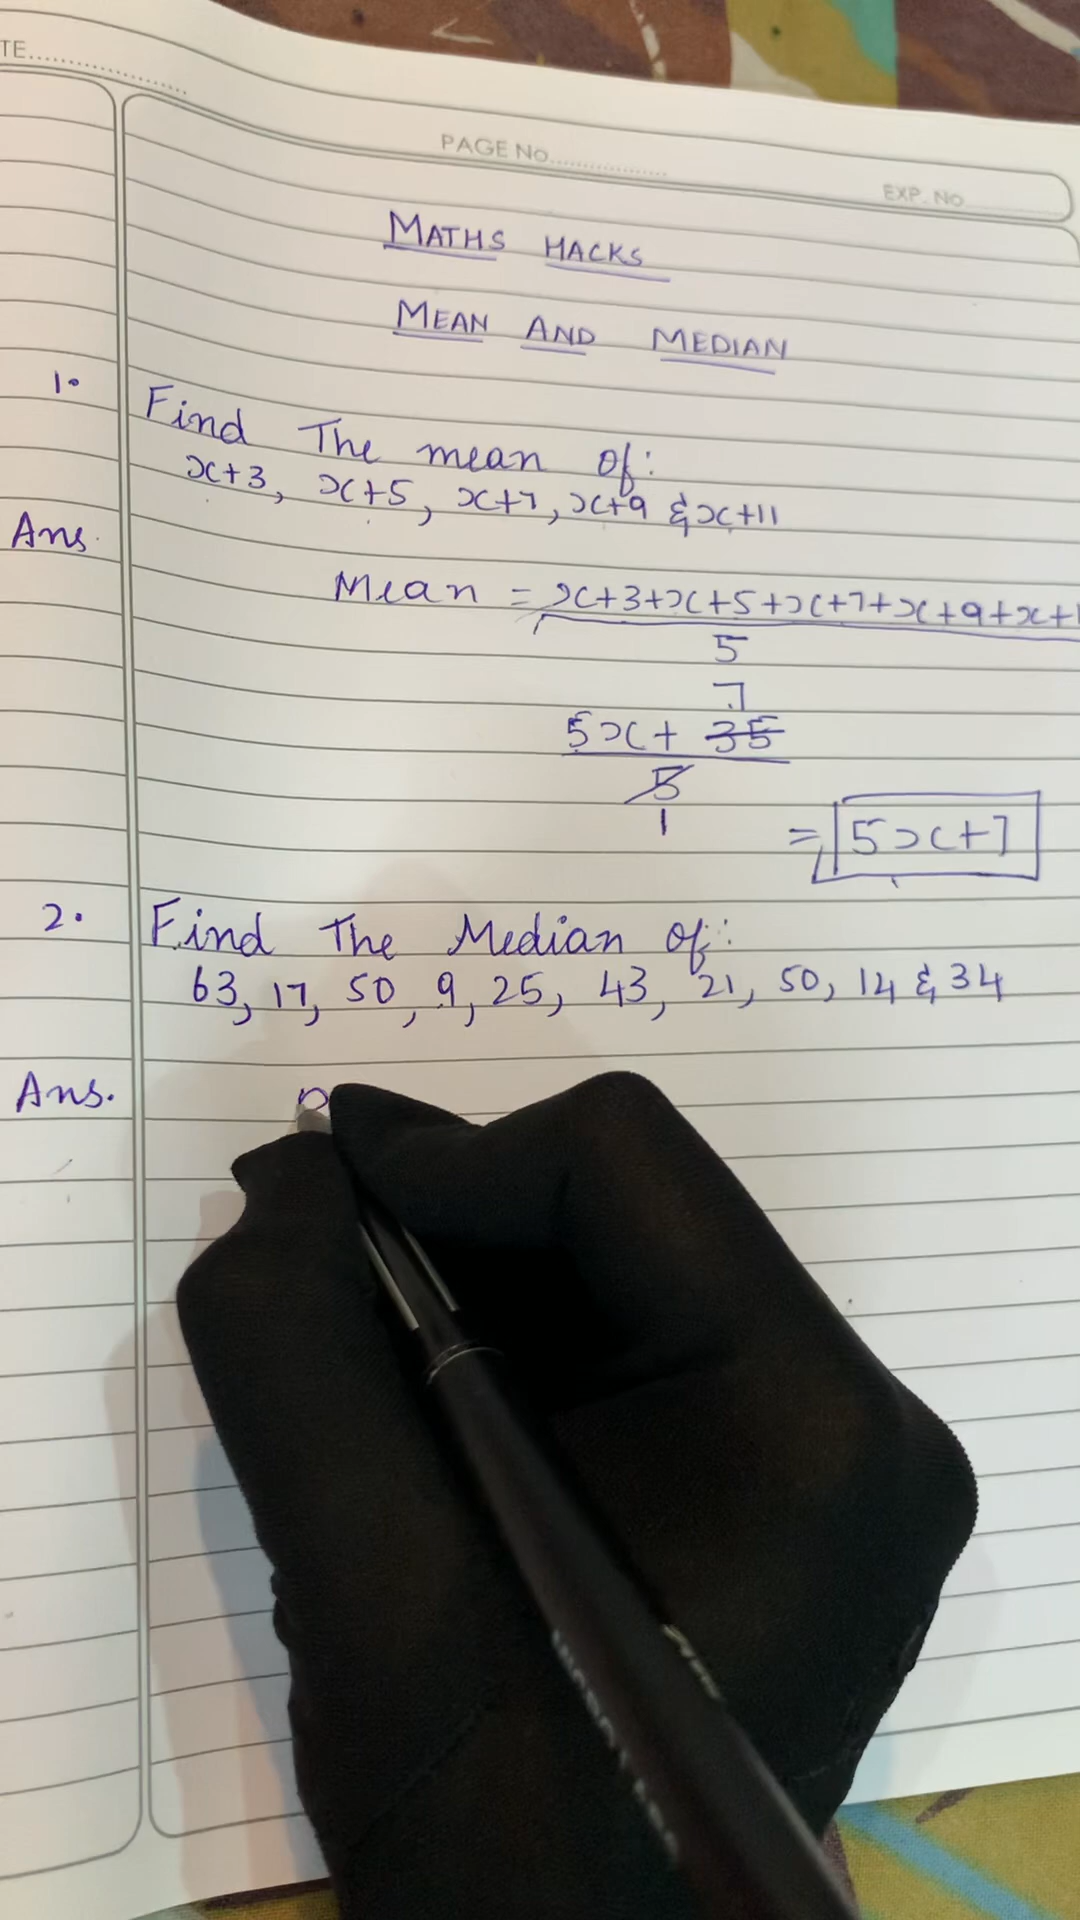 TE..............................
PAGE No.....................
EXP. No
MATHS HACKS
MEAN AND MEDIAN
1.
Find The mean of:
x+3, x+5, x+7, x+9 & x+11
Ans.
Mean = x+3+x+5+x+7+x+9+x+1
5
7
5x+ 35
5
1
= 5x+7
2.
Find The Median of:
63, 17, 50, 9, 25, 43, 21, 50, 14 & 34
Ans.